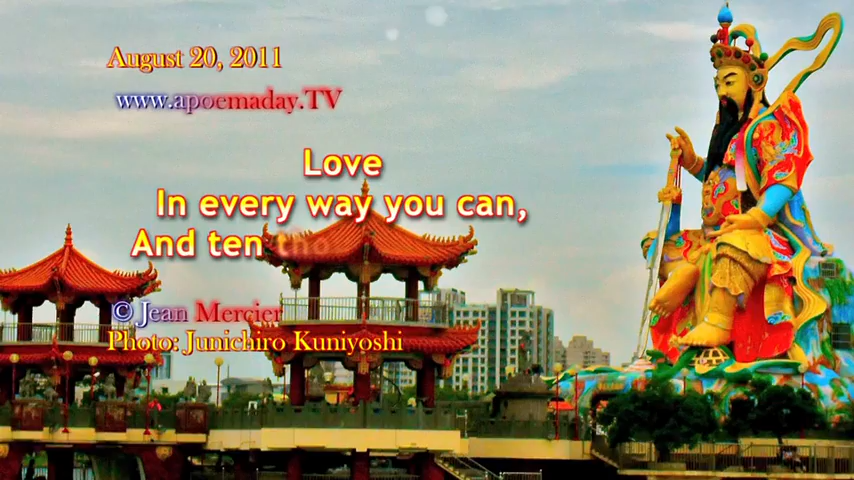 August 20, 2011
www.apoemaday.TV
Love
In every way you can,
And ten
© Jean Mercier
Photo: Junichiro Kuniyoshi